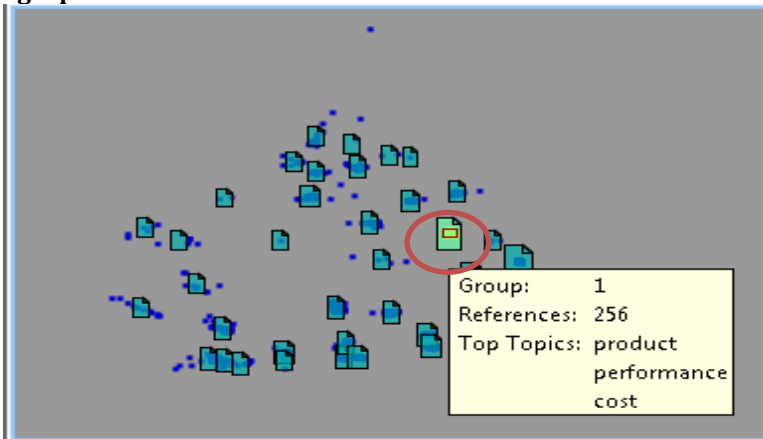 Group: 1
References: 256
Top Topics: product
performance
cost